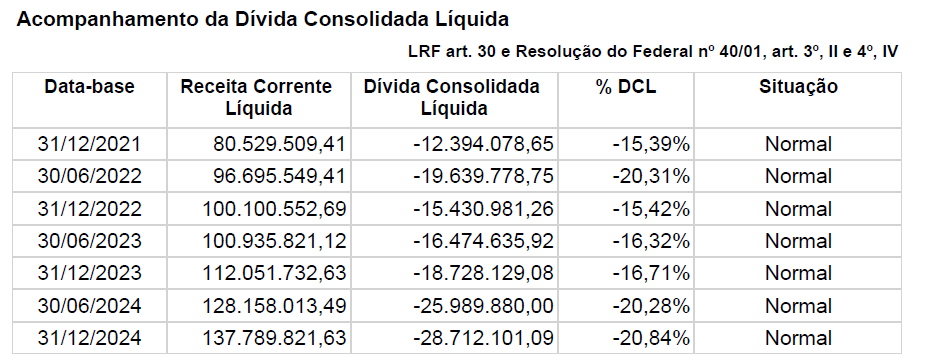 Acompanhamento da Dívida Consolidada Líquida
LRF art. 30 e Resolução do Federal nº 40/01, art. 3º, II e 4º, IV
Data-base Receita Corrente Líquida Dívida Consolidada Líquida % DCL Situação
31/12/2021 80.529.509,41 -12.394.078,65 -15,39% Normal
30/06/2022 96.695.549,41 -19.639.778,75 -20,31% Normal
31/12/2022 100.100.552,69 -15.430.981,26 -15,42% Normal
30/06/2023 100.935.821,12 -16.474.635,92 -16,32% Normal
31/12/2023 112.051.732,63 -18.728.129,08 -16,71% Normal
30/06/2024 128.158.013,49 -25.989.880,00 -20,28% Normal
31/12/2024 137.789.821,63 -28.712.101,09 -20,84% Normal